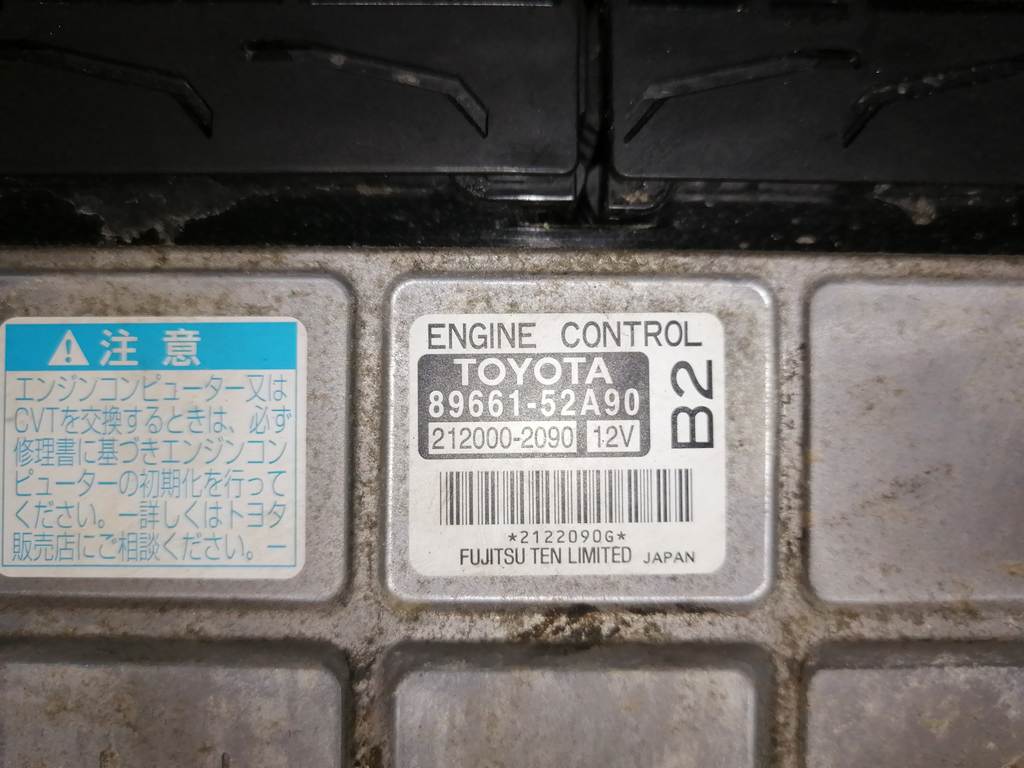 注意
エンジンコンピューター又は
CVTを交換するときは、必ず
修理書に基づきエンジンコン
ピューターの初期化を行って
ください。ー詳しくはトヨタ
販売店にご相談ください。ー
ENGINE CONTROL
TOYOTA
89661-52A90
212000-2090 12V
B2
*2122090G*
FUJITSU TEN LIMITED JAPAN